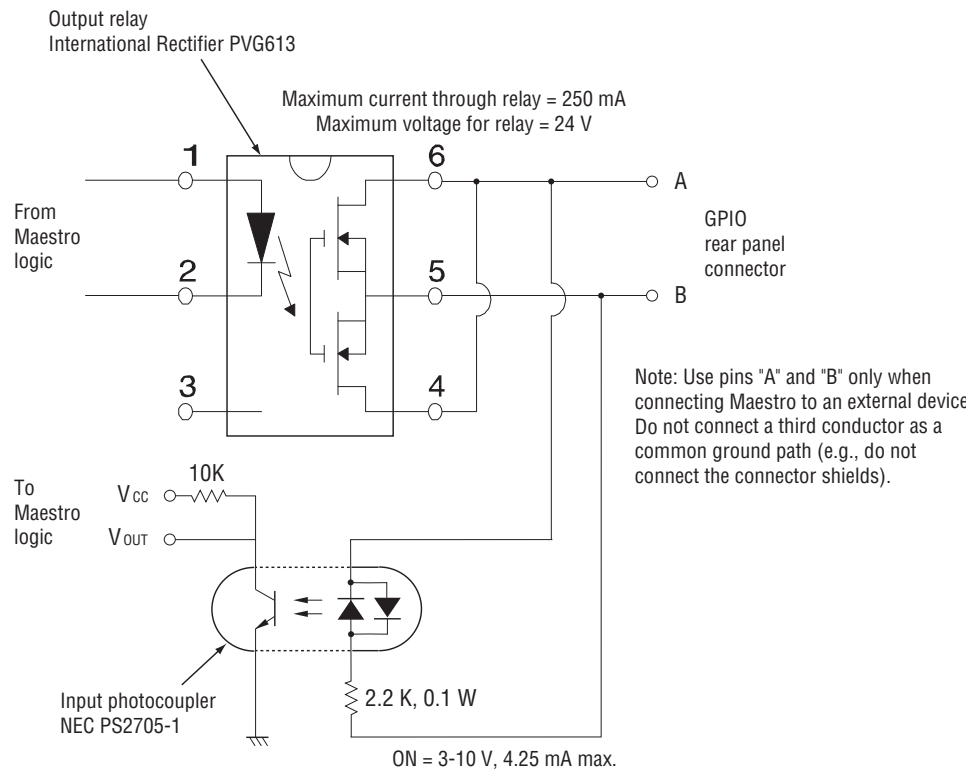 Output relay
International Rectifier PVG613
Maximum current through relay = 250 mA
Maximum voltage for relay = 24 V
1
6
A
From
Maestro
logic
GPIO
rear panel
connector
2
5
B
3
4
Note: Use pins "A" and "B" only when
connecting Maestro to an external device
Do not connect a third conductor as a
common ground path (e.g., do not
connect the connector shields).
To
Maestro
logic
10K
VCC
VOUT
Input photocoupler
NEC PS2705-1
2.2 K, 0.1 W
ON = 3-10 V, 4.25 mA max.